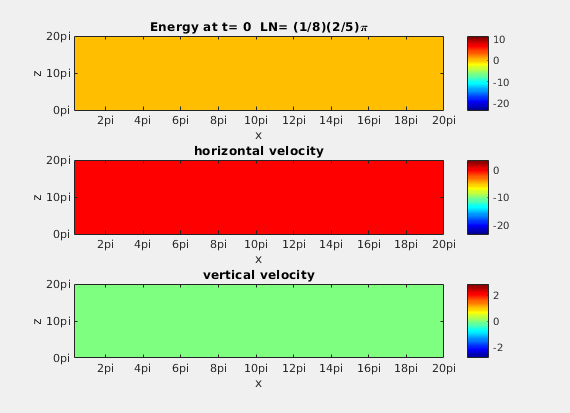 Energy at t= 0  LN= (1/8)(2/5)π
20pi
10pi
0pi
z
2pi 4pi 6pi 8pi 10pi 12pi 14pi 16pi 18pi 20pi
x
10
0
-10
-20
horizontal velocity
20pi
10pi
0pi
z
2pi 4pi 6pi 8pi 10pi 12pi 14pi 16pi 18pi 20pi
x
0
-10
-20
vertical velocity
20pi
10pi
0pi
z
2pi 4pi 6pi 8pi 10pi 12pi 14pi 16pi 18pi 20pi
x
2
0
-2